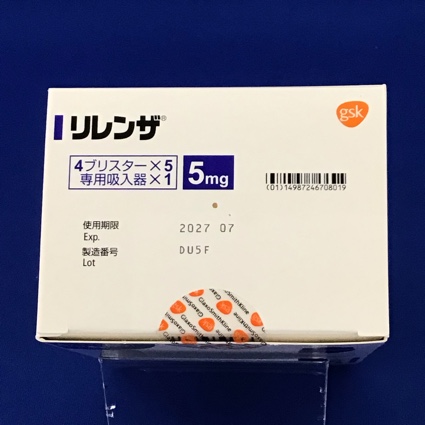 リレンザ®
gsk
4ブリスター×5
専用吸入器×1
5mg
(01)14987246708019
使用期限
Exp.
2027 07
製造番号
Lot
DU5F
GlaxoSmithKline